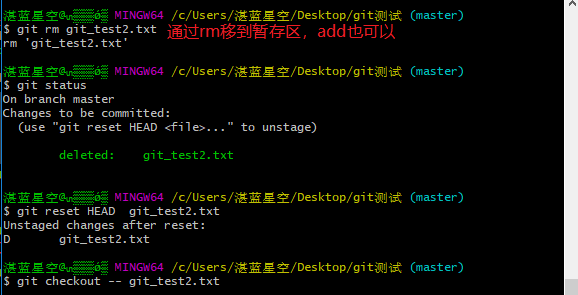 湛蓝星空@ MINGW64 /c/Users/湛蓝星空/Desktop/git测试 (master)
$ git rm git_test2.txt 通过rm移到暂存区，add也可以
rm 'git_test2.txt'
湛蓝星空@ MINGW64 /c/Users/湛蓝星空/Desktop/git测试 (master)
$ git status
On branch master
Changes to be committed:
(use "git reset HEAD <file>..." to unstage)
deleted: git_test2.txt
湛蓝星空@ MINGW64 /c/Users/湛蓝星空/Desktop/git测试 (master)
$ git reset HEAD git_test2.txt
Unstaged changes after reset:
D git_test2.txt
湛蓝星空@ MINGW64 /c/Users/湛蓝星空/Desktop/git测试 (master)
$ git checkout -- git_test2.txt